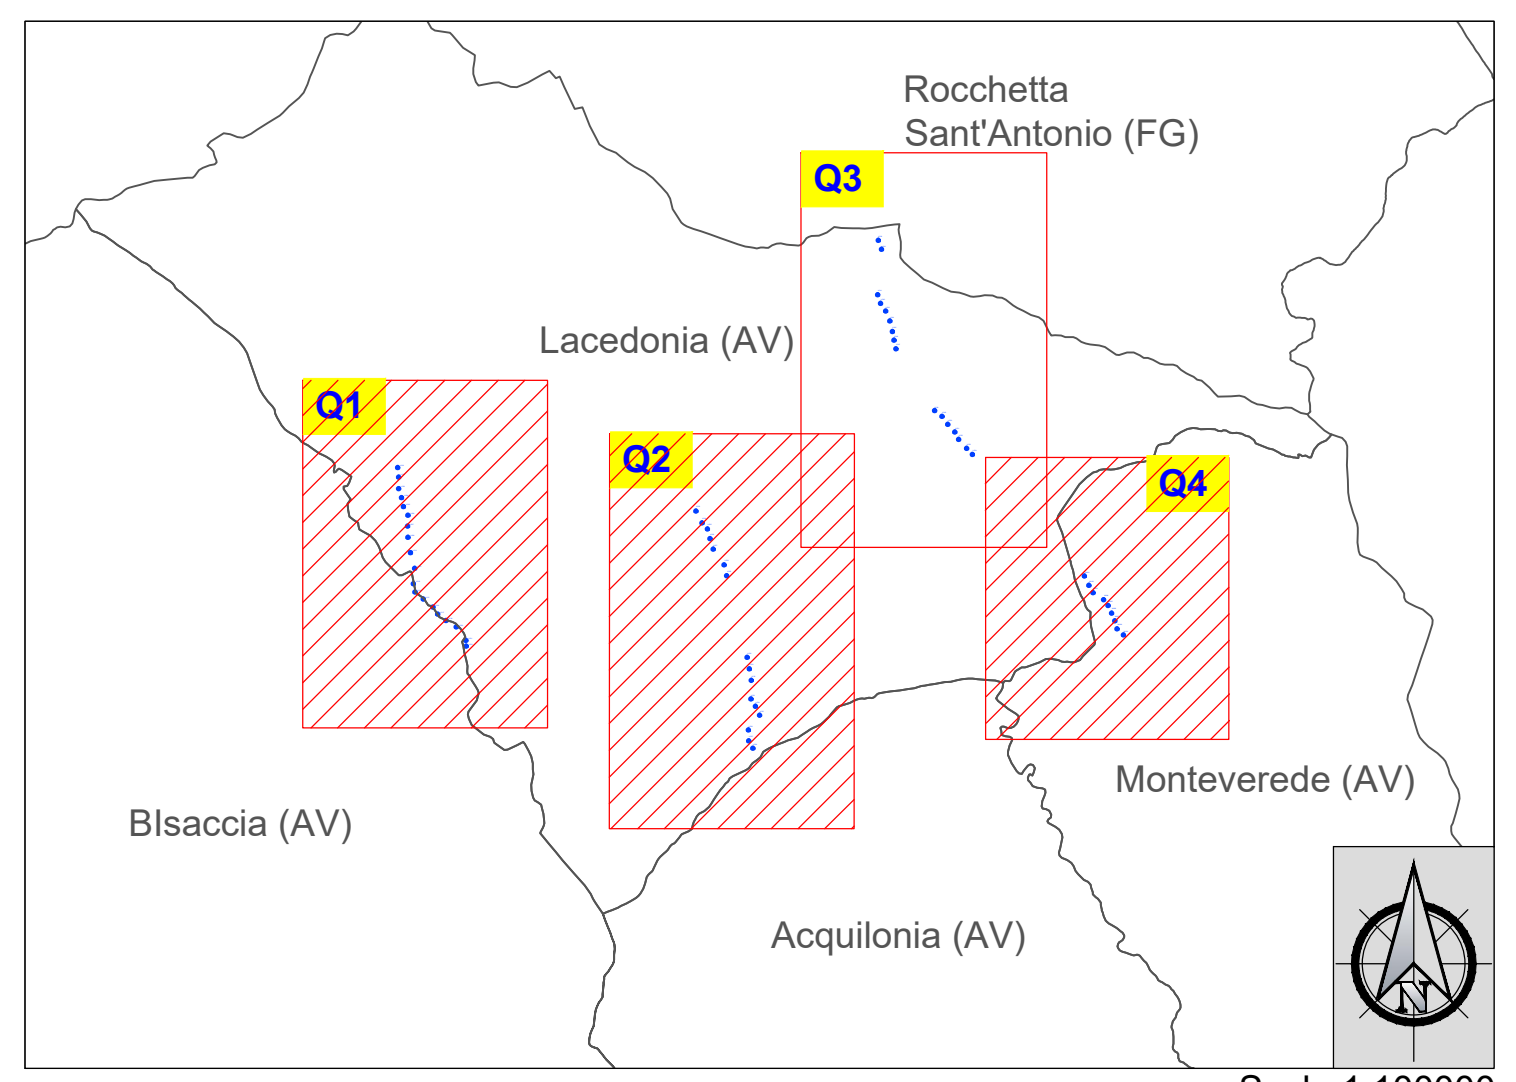 Rocchetta
Sant'Antonio (FG)
Q3
Lacedonia (AV)
Q1
Q2
Q4
Monteverede (AV)
BIsaccia (AV)
Acquilonia (AV)
N